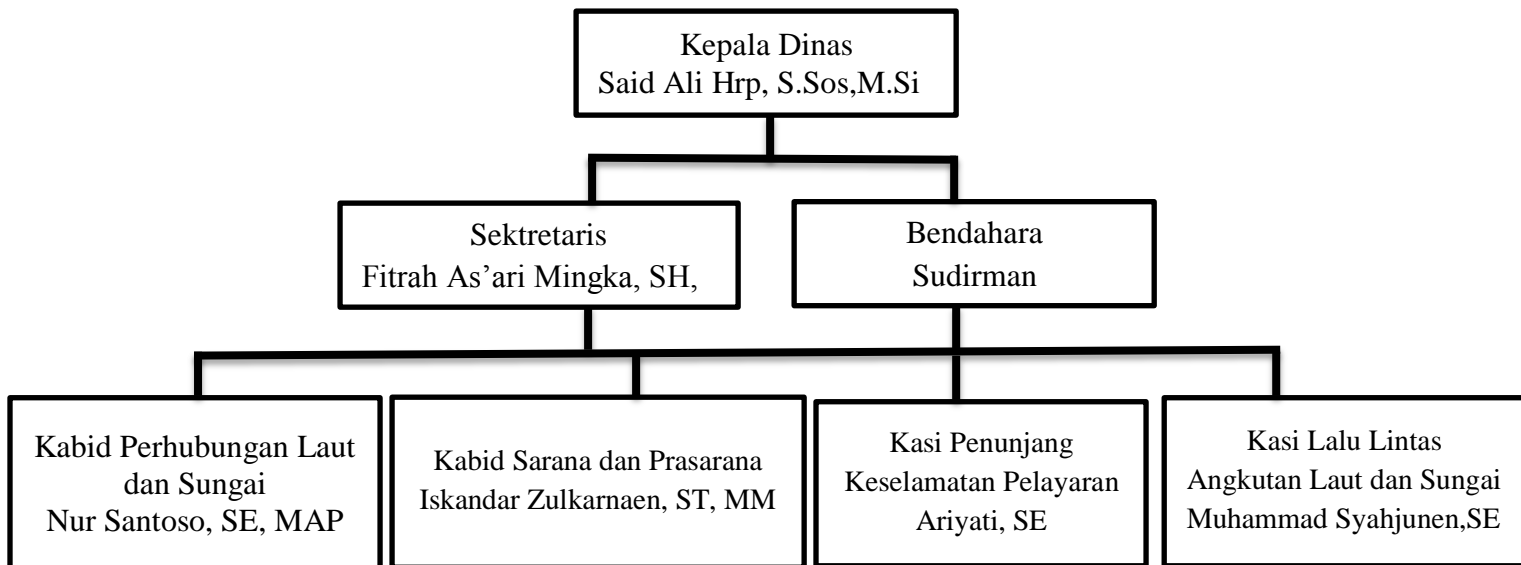 Kepala Dinas
Said Ali Hrp, S.Sos,M.Si
Sektretaris
Fitrah As’ari Mingka, SH,
Bendahara
Sudirman
Kabid Perhubungan Laut
dan Sungai
Nur Santoso, SE, MAP
Kabid Sarana dan Prasarana
Iskandar Zulkarnaen, ST, MM
Kasi Penunjang
Keselamatan Pelayaran
Ariyati, SE
Kasi Lalu Lintas
Angkutan Laut dan Sungai
Muhammad Syahjunen,SE